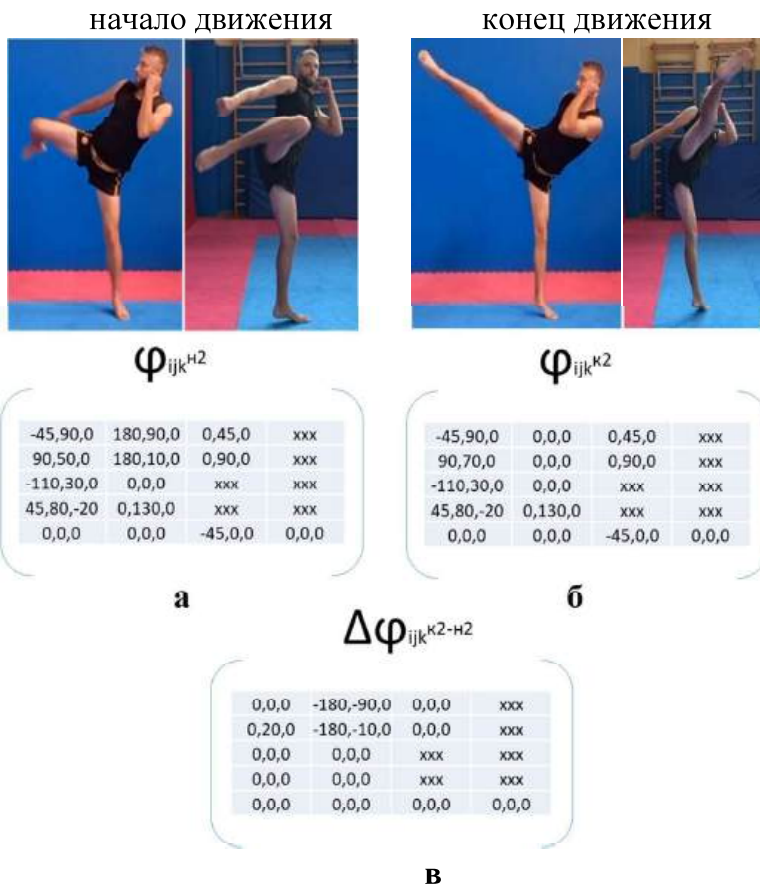 начало движения конец движения
φijkн2 φijkк2
-45,90,0 180,90,0 0,45,0 xxx
90,50,0 180,10,0 0,90,0 xxx
-110,30,0 0,0,0 xxx xxx
45,80,-20 0,130,0 xxx xxx
0,0,0 0,0,0 -45,0,0 0,0,0
-45,90,0 0,0,0 0,45,0 xxx
90,70,0 0,0,0 0,90,0 xxx
-110,30,0 0,0,0 xxx xxx
45,80,-20 0,130,0 xxx xxx
0,0,0 0,0,0 -45,0,0 0,0,0
а б
Δφijkк2-н2
0,0,0 -180,-90,0 0,0,0 xxx
0,20,0 -180,-10,0 0,0,0 xxx
0,0,0 0,0,0 xxx xxx
0,0,0 0,0,0 xxx xxx
0,0,0 0,0,0 0,0,0 0,0,0
в